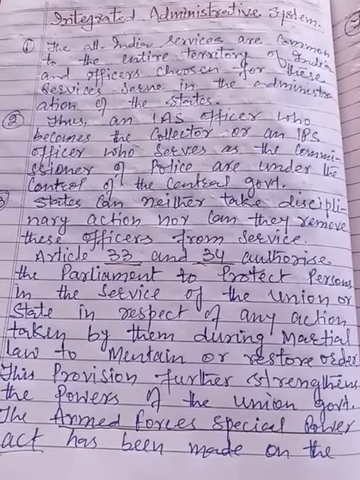 Integrated Administrative System.
① The all-India services are common
to the entire territory of India
and officers chosen for these
services serve in the administr
ation of the states.
② Thus, an IAS officer who
becomes the collector or an IPS
officer who serves as the commi-
ssioner of Police are under the
control of the central govt.
3 States can neither take discipli-
nary action nor can they remove
these officers from service.
Article 33 and 34 authorise
the Parliament to Protect Persons
in the service of the union or
state in respect of any action
taken by them during Martial
law to Mentain or restore order
This Provision further strengthen
the Powers of the union govt.
The Armed Forces Special Power
act has been made on the